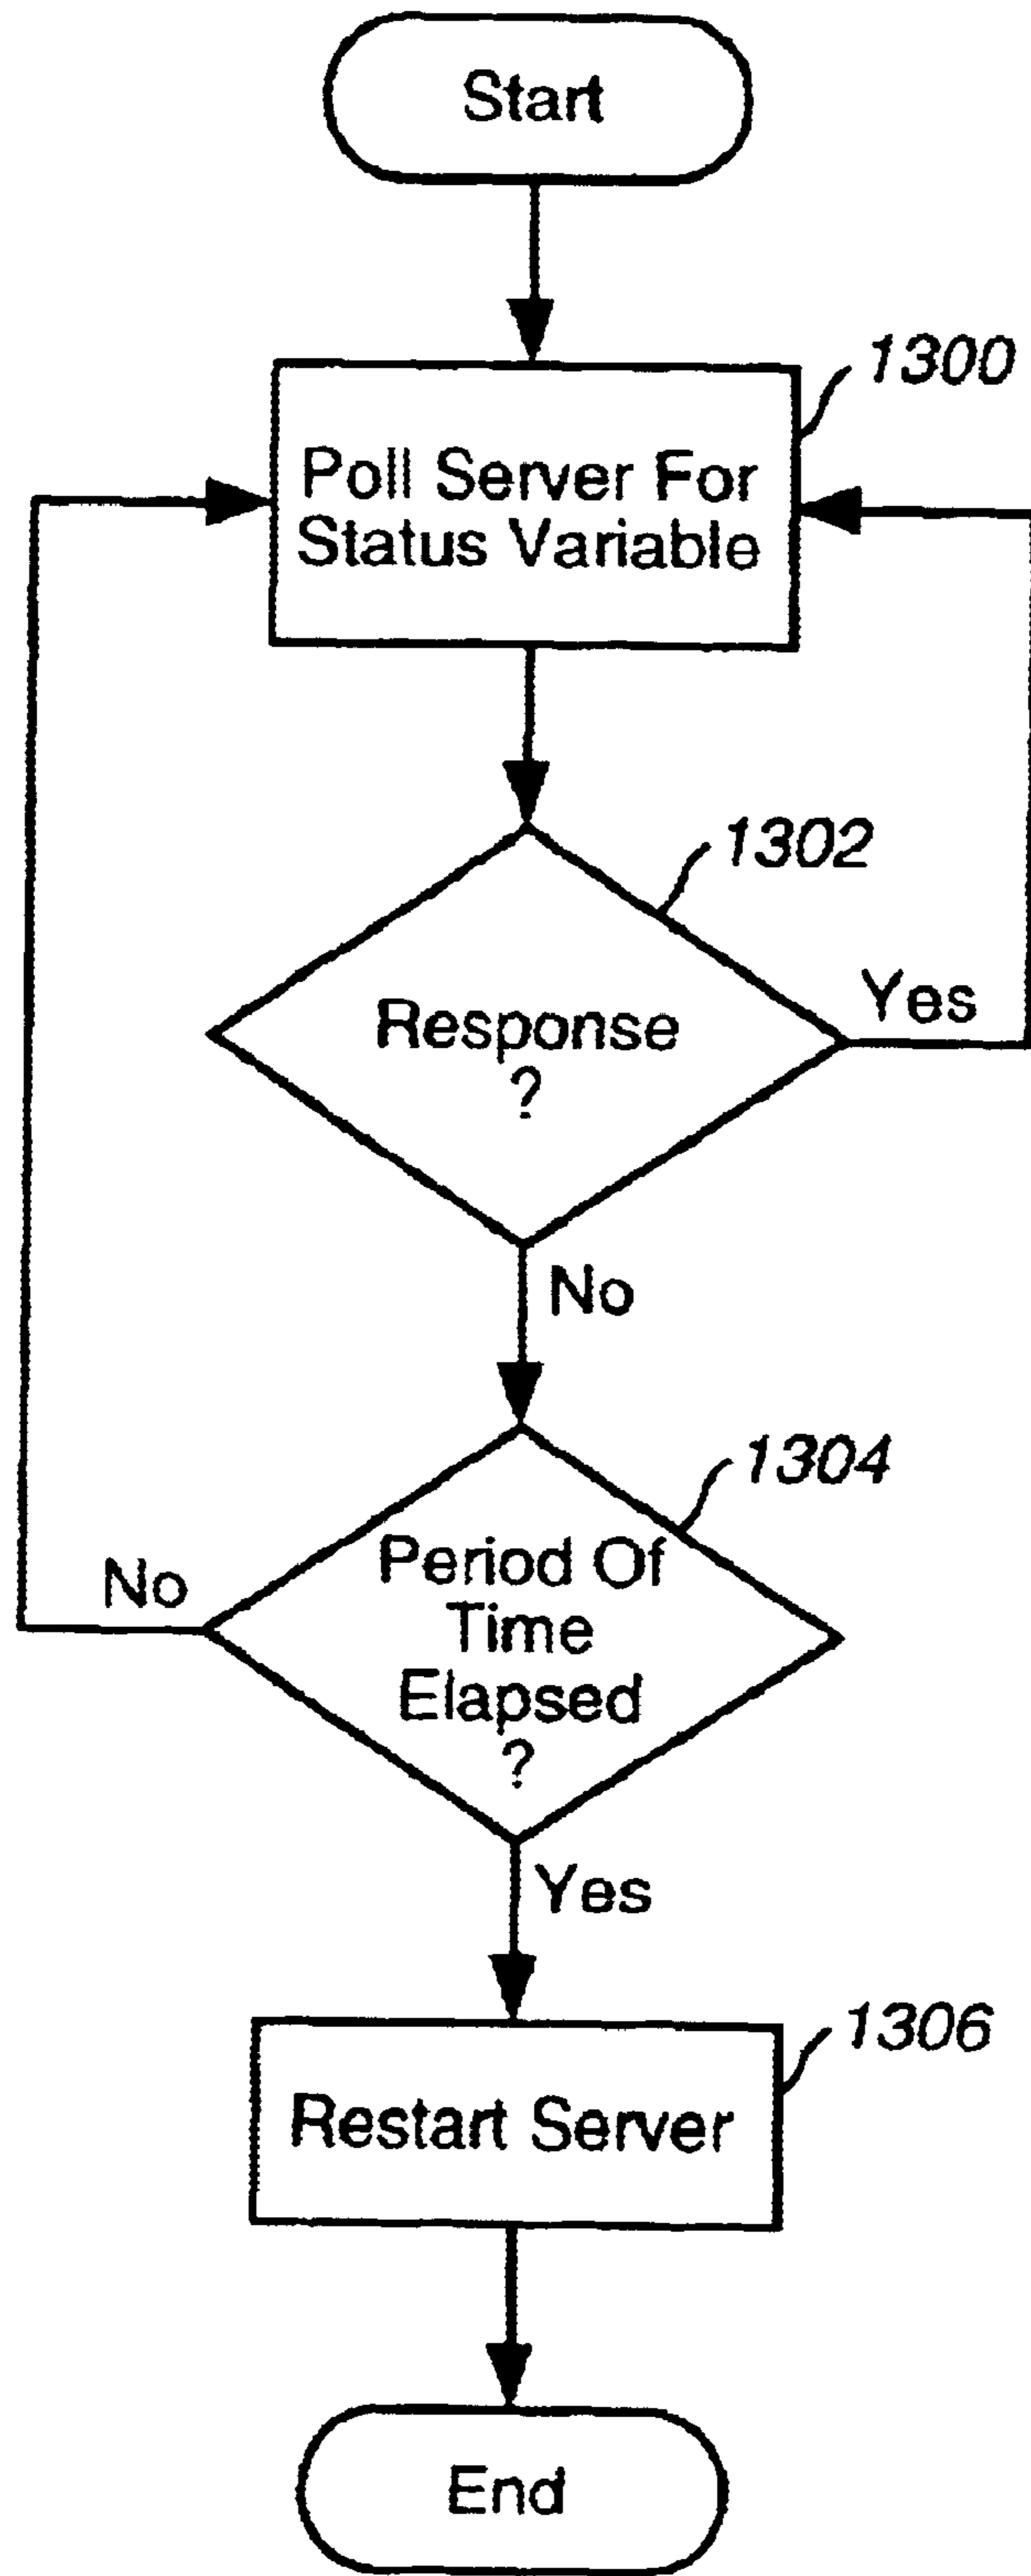 Start
1300
Poll Server For
Status Variable
1302
Response
?
Yes
No
1304
Period Of
Time
Elapsed
?
No
Yes
1306
Restart Server
End